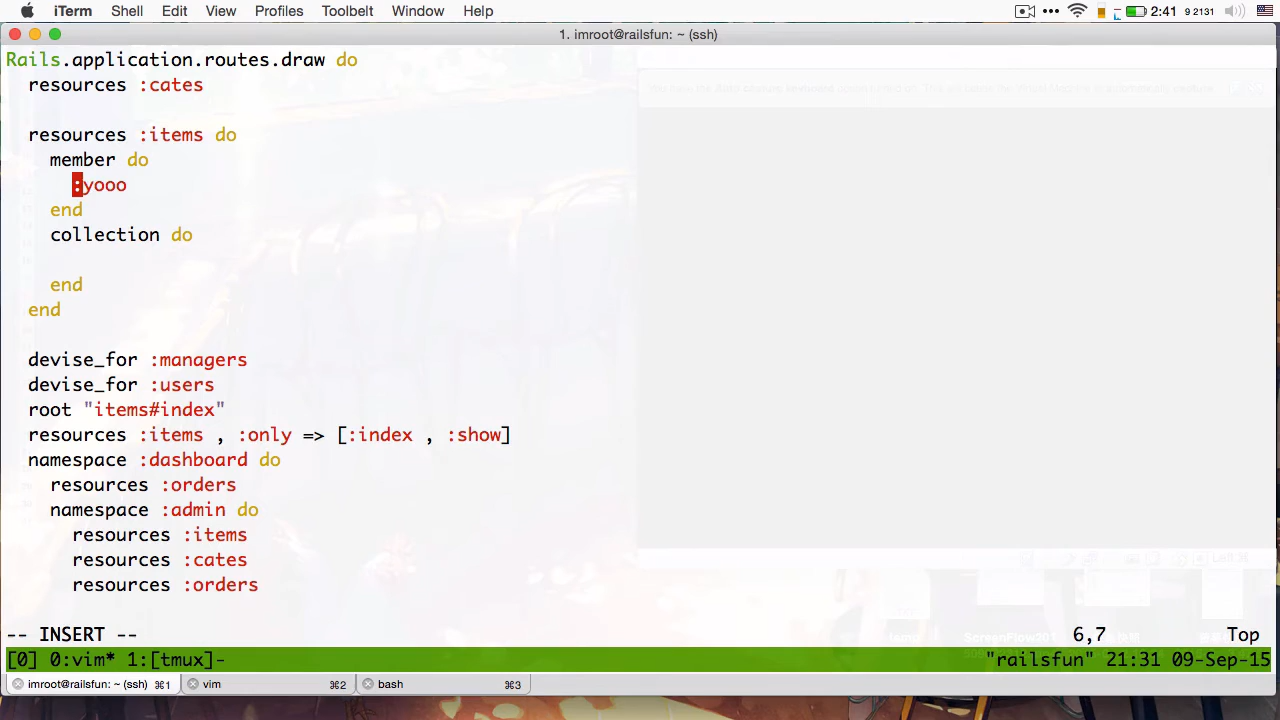 iTerm Shell Edit View Profiles Toolbelt Window Help 2:41 9 2131
1. imroot@railsfun: ~ (ssh)
Rails.application.routes.draw do
resources :cates
resources :items do
member do
:yooo
end
collection do
end
end
devise_for :managers
devise_for :users
root "items#index"
resources :items , :only => [:index , :show]
namespace :dashboard do
resources :orders
namespace :admin do
resources :items
resources :cates
resources :orders
-- INSERT -- 6,7 Top
[0] 0:vim* 1:[tmux]- "railsfun" 21:31 09-Sep-15
imroot@railsfun: ~ (ssh) ⌘1 vim ⌘2 bash ⌘3